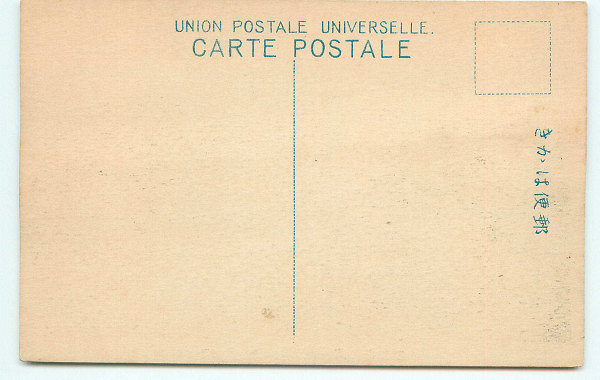 UNION POSTALE UNIVERSELLE.
CARTE POSTALE
きかは便郵